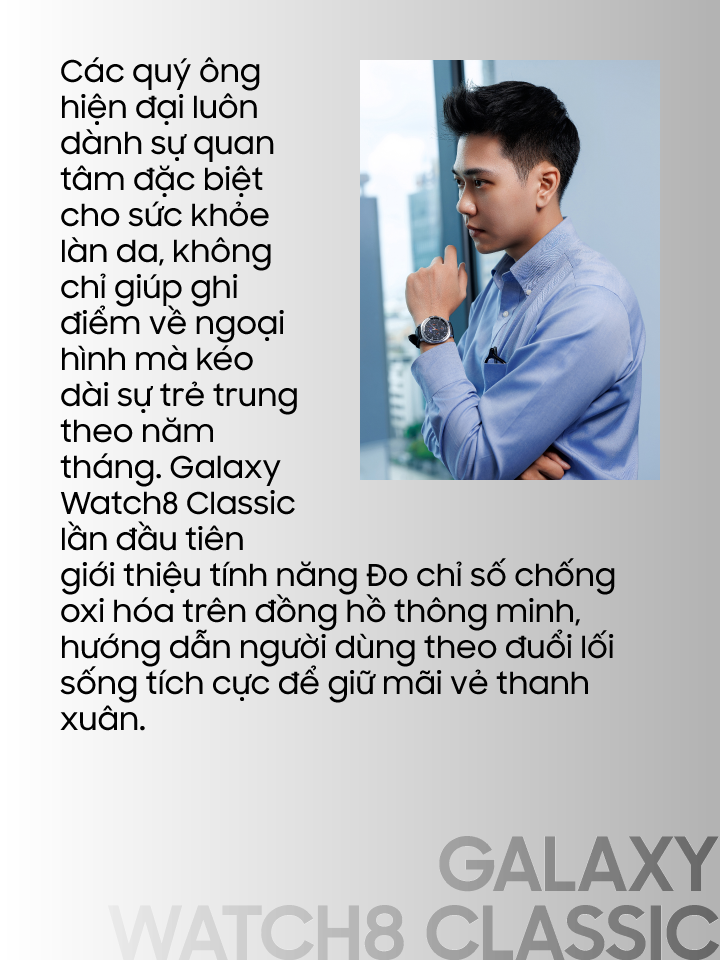 Các quý ông
hiện đại luôn
dành sự quan
tâm đặc biệt
cho sức khỏe
làn da, không
chỉ giúp ghi
điểm về ngoại
hình mà kéo
dài sự trẻ trung
theo năm
tháng. Galaxy
Watch8 Classic
lần đầu tiên
giới thiệu tính năng Đo chỉ số chống
oxi hóa trên đồng hồ thông minh,
hướng dẫn người dùng theo đuổi lối
sống tích cực để giữ mãi vẻ thanh
xuân.
GALAXY
WATCH8 CLASSIC